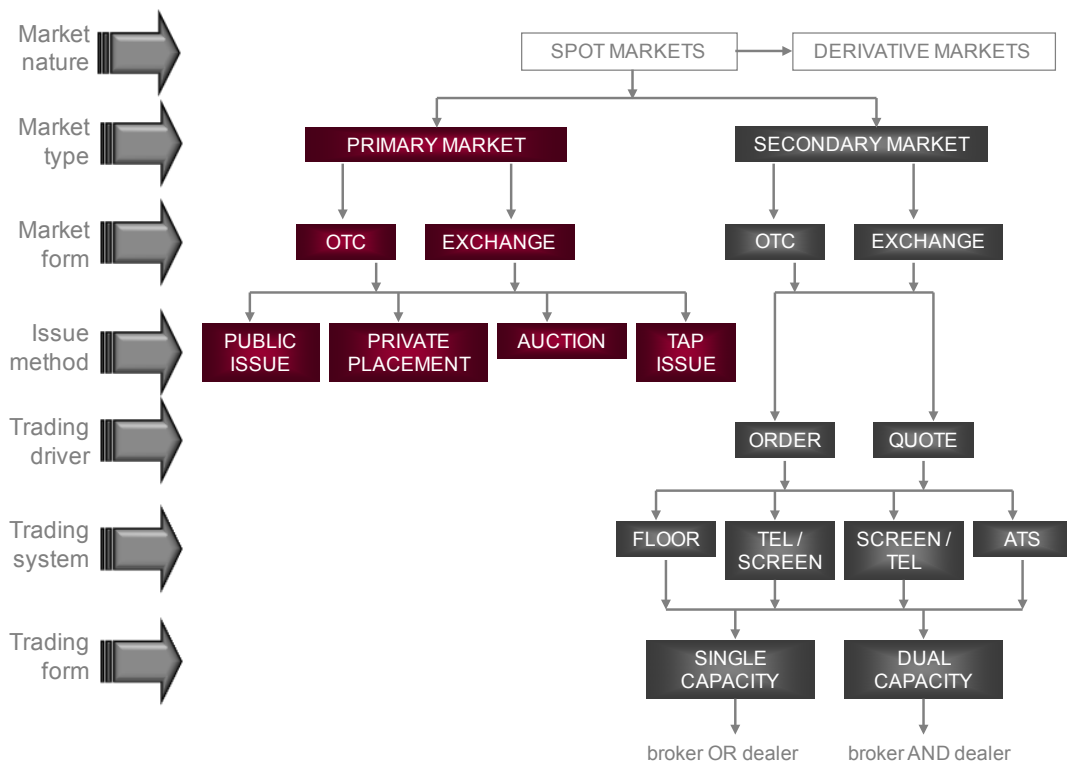 Market
nature
SPOT MARKETS
DERIVATIVE MARKETS
Market
type
PRIMARY MARKET
SECONDARY MARKET
Market
form
OTC
EXCHANGE
OTC
EXCHANGE
Issue
method
PUBLIC
ISSUE
PRIVATE
PLACEMENT
AUCTION
TAP
ISSUE
Trading
driver
ORDER
QUOTE
Trading
system
FLOOR
TEL /
SCREEN
SCREEN /
TEL
ATS
Trading
form
SINGLE
CAPACITY
DUAL
CAPACITY
broker OR dealer
broker AND dealer